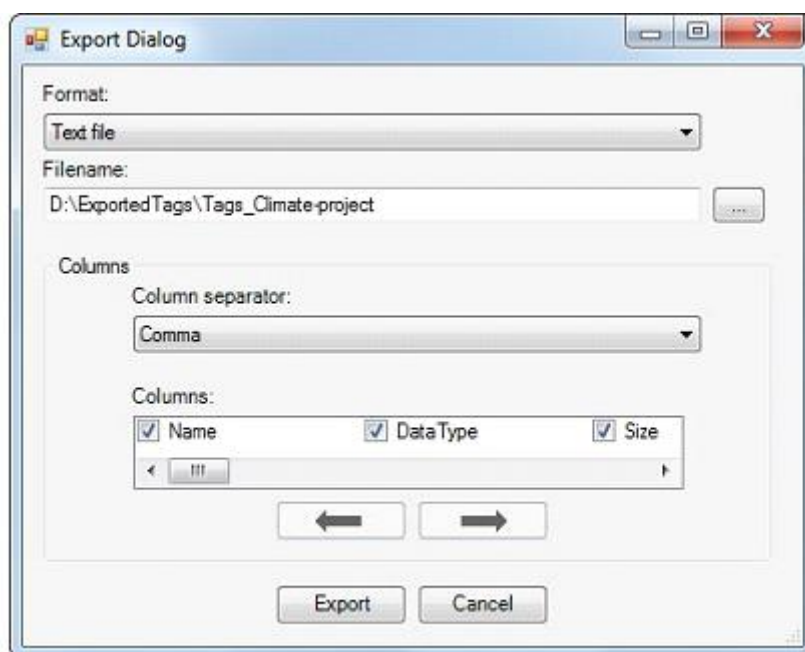 Export Dialog
Format:
Text file
Filename:
D:\ExportedTags\Tags_Climate-project
...
Columns
Column separator:
Comma
Columns:
Name DataType Size
Export Cancel